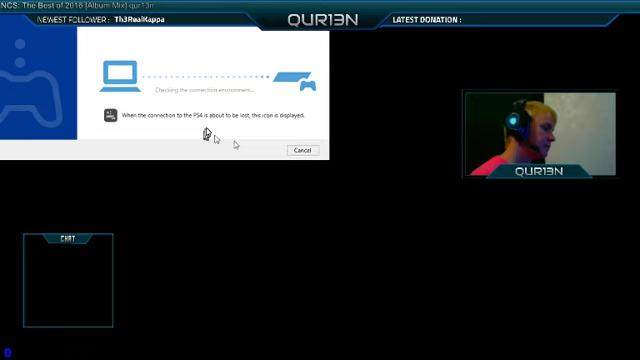 NCS: The Best of 2016 [Album Mix] qur13n
NEWEST FOLLOWER : Th3RealKappa
QUR13N
LATEST DONATION :
Checking the connection environment...
When the connection to the PS4 is about to be lost, this icon is displayed.
Cancel
QUR13N
CHAT
0